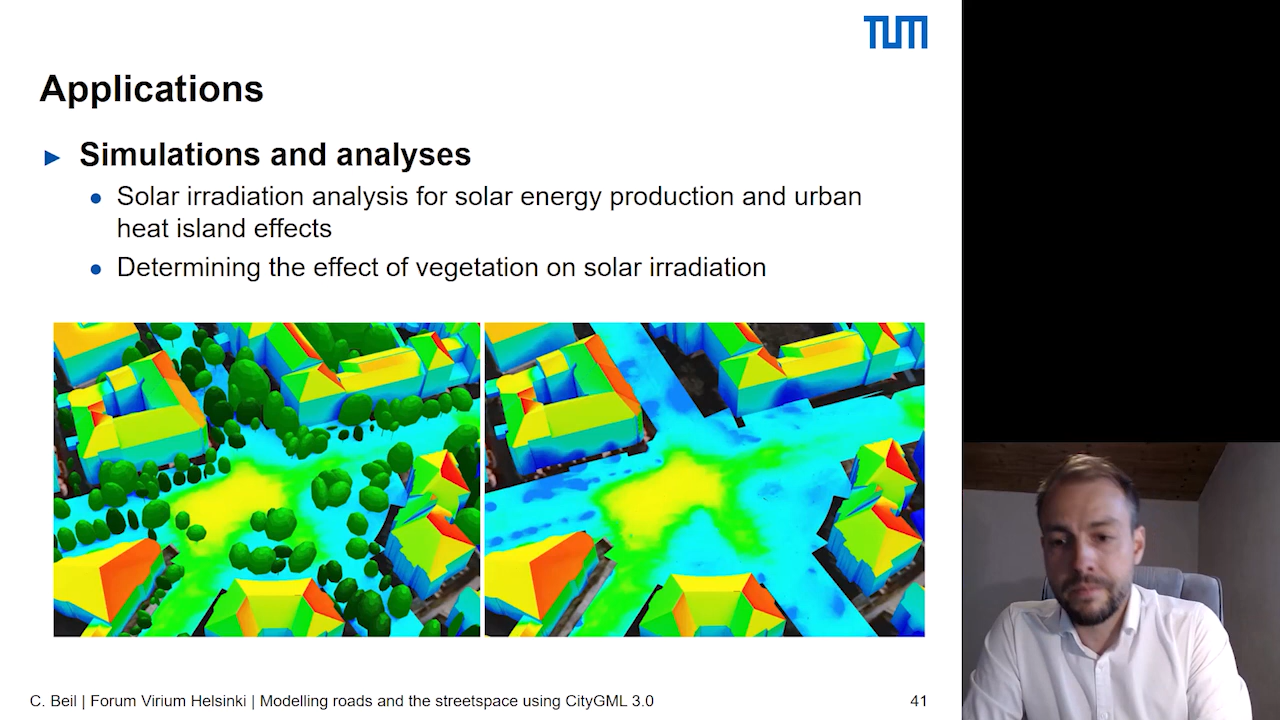 TUM
Applications
Simulations and analyses
Solar irradiation analysis for solar energy production and urban
heat island effects
Determining the effect of vegetation on solar irradiation
C. Beil | Forum Virium Helsinki | Modelling roads and the streetspace using CityGML 3.0
41